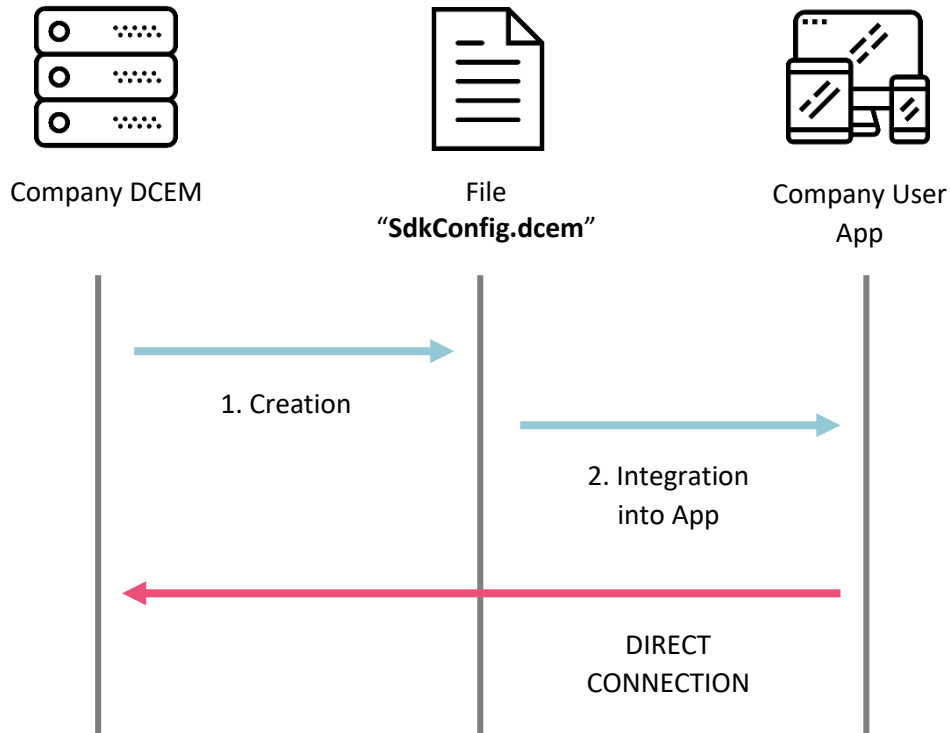 Company DCEM
File
“SdkConfig.dcem”
Company User
App
1. Creation
2. Integration
into App
DIRECT
CONNECTION